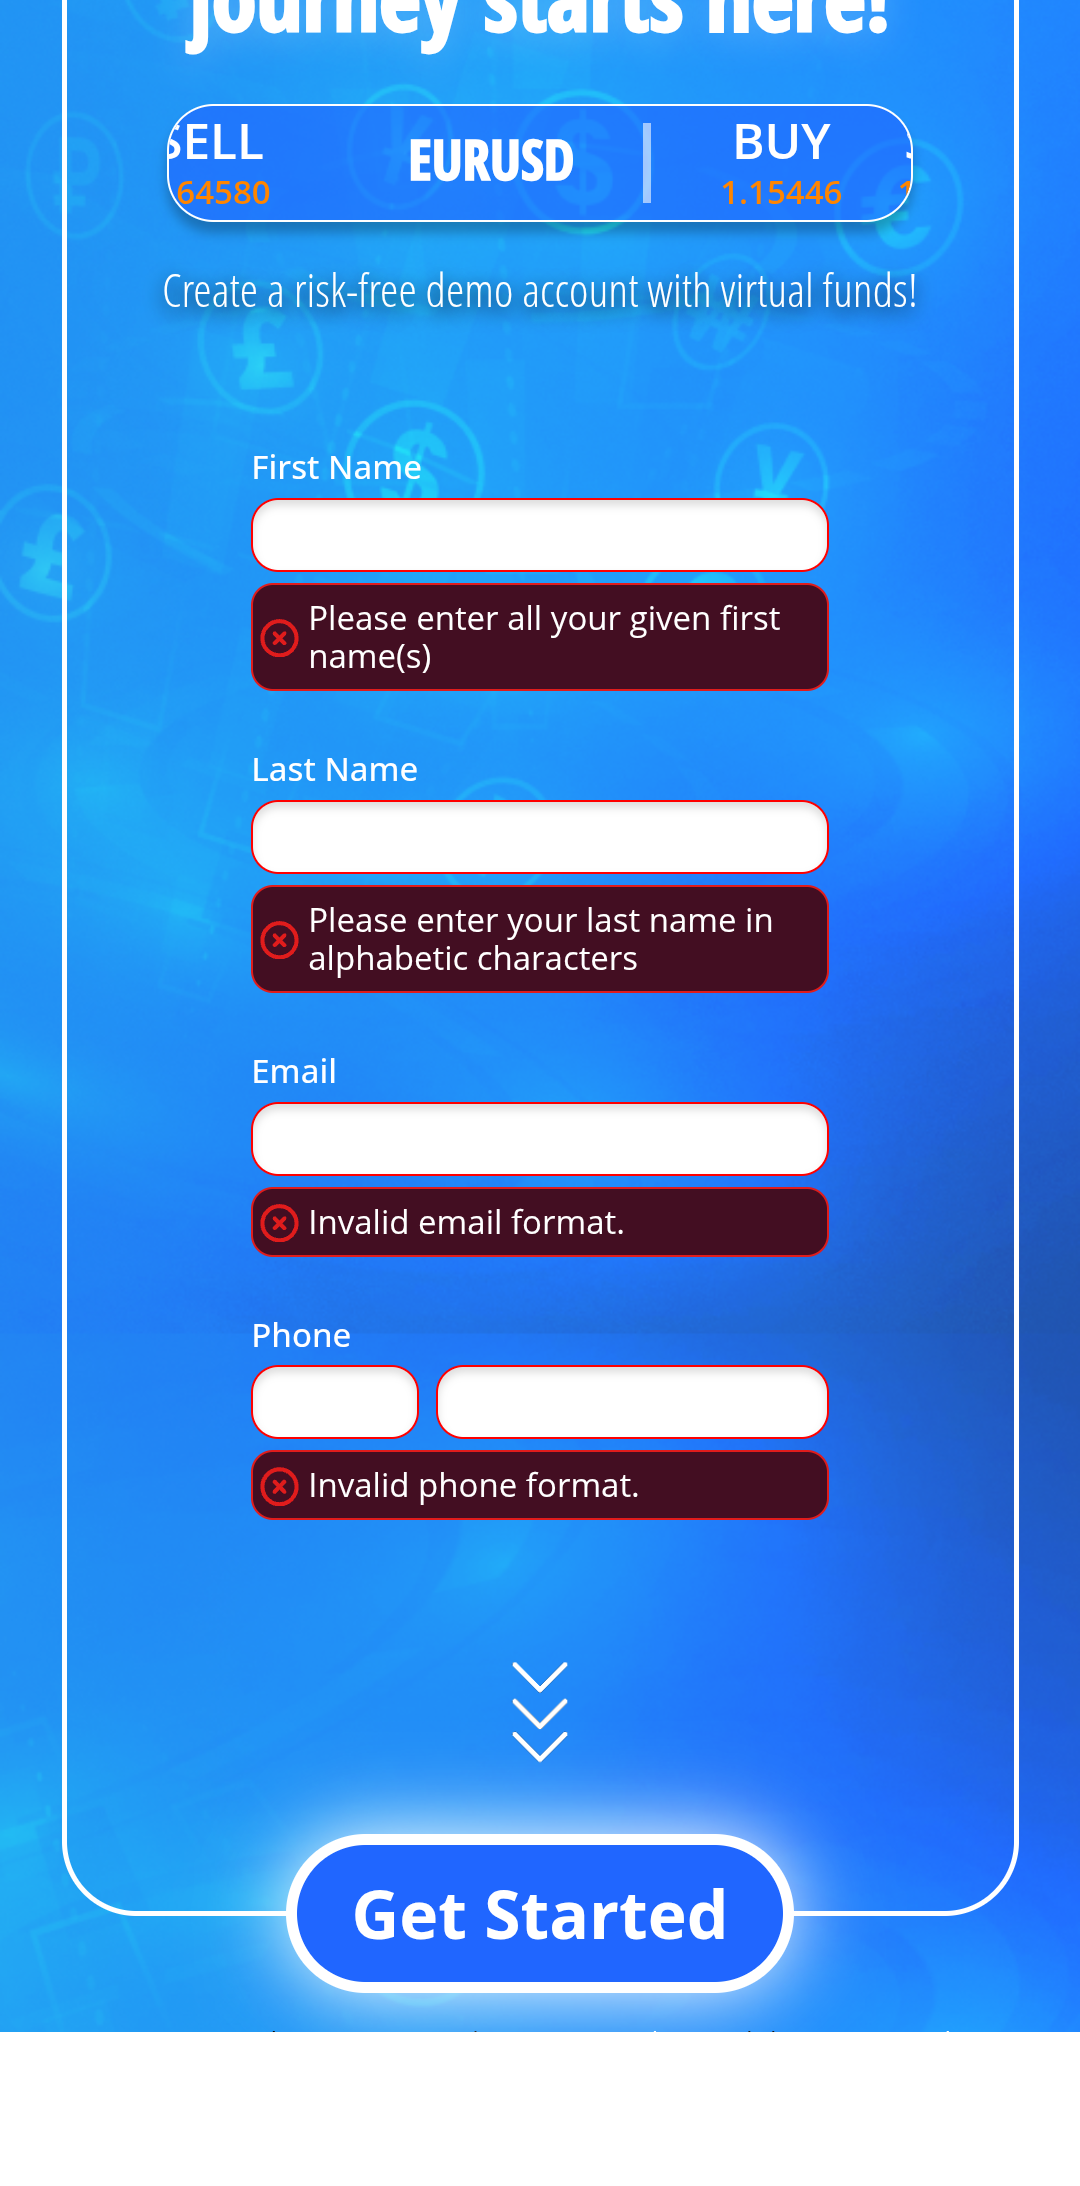 journey starts here!
SELL EURUSD BUY
64580 1.15446
Create a risk-free demo account with virtual funds!
First Name
Please enter all your given first
name(s)
Last Name
Please enter your last name in
alphabetic characters
Email
Invalid email format.
Phone
Invalid phone format.
Get Started